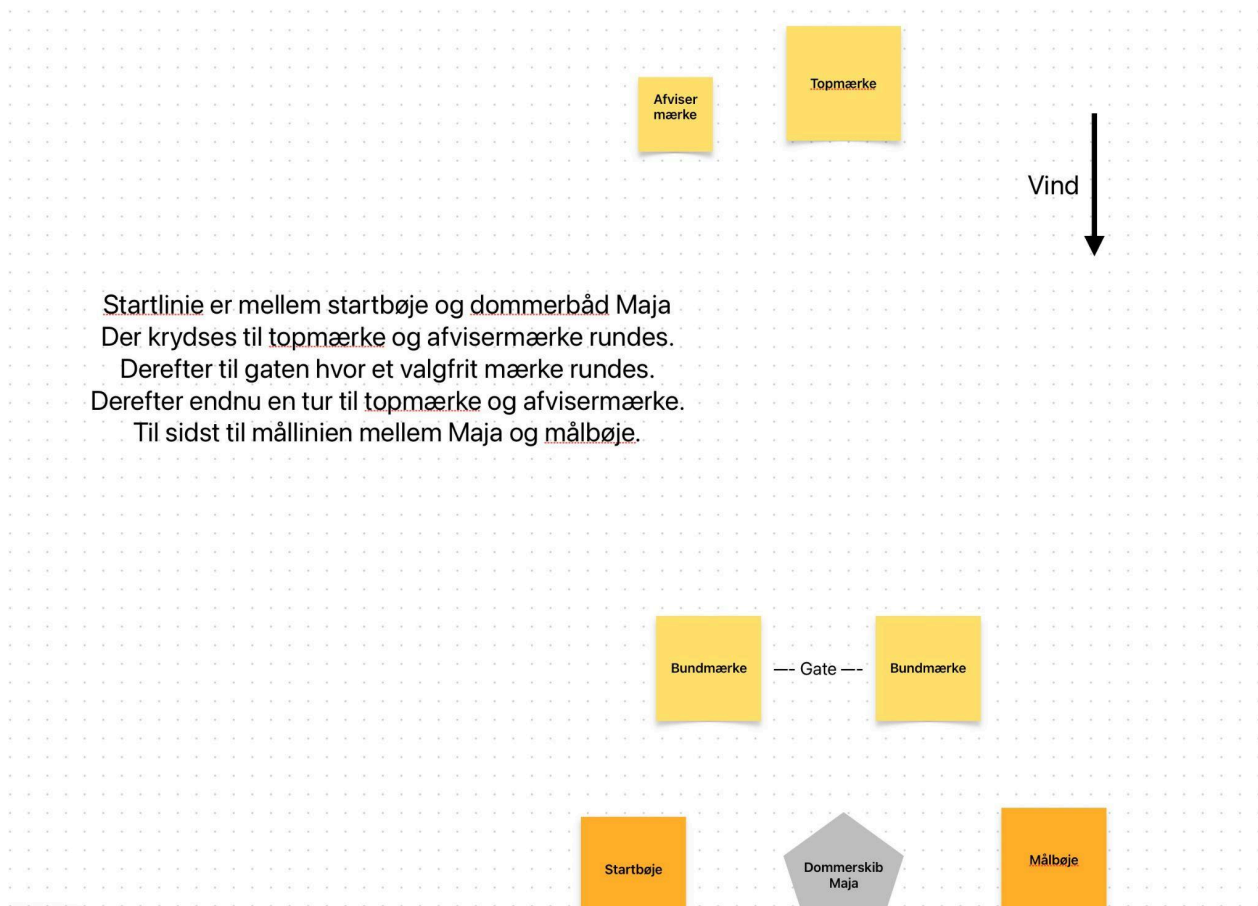 Afviser
mærke
Topmærke
Vind
Startlinie er mellem startbøje og dommerbåd Maja
Der krydses til topmærke og afvisermærke rundes.
Derefter til gaten hvor et valgfrit mærke rundes.
Derefter endnu en tur til topmærke og afvisermærke.
Til sidst til mållinien mellem Maja og målbøje.
Bundmærke
—- Gate —-
Bundmærke
Startbøje
Dommerskib
Maja
Målbøje